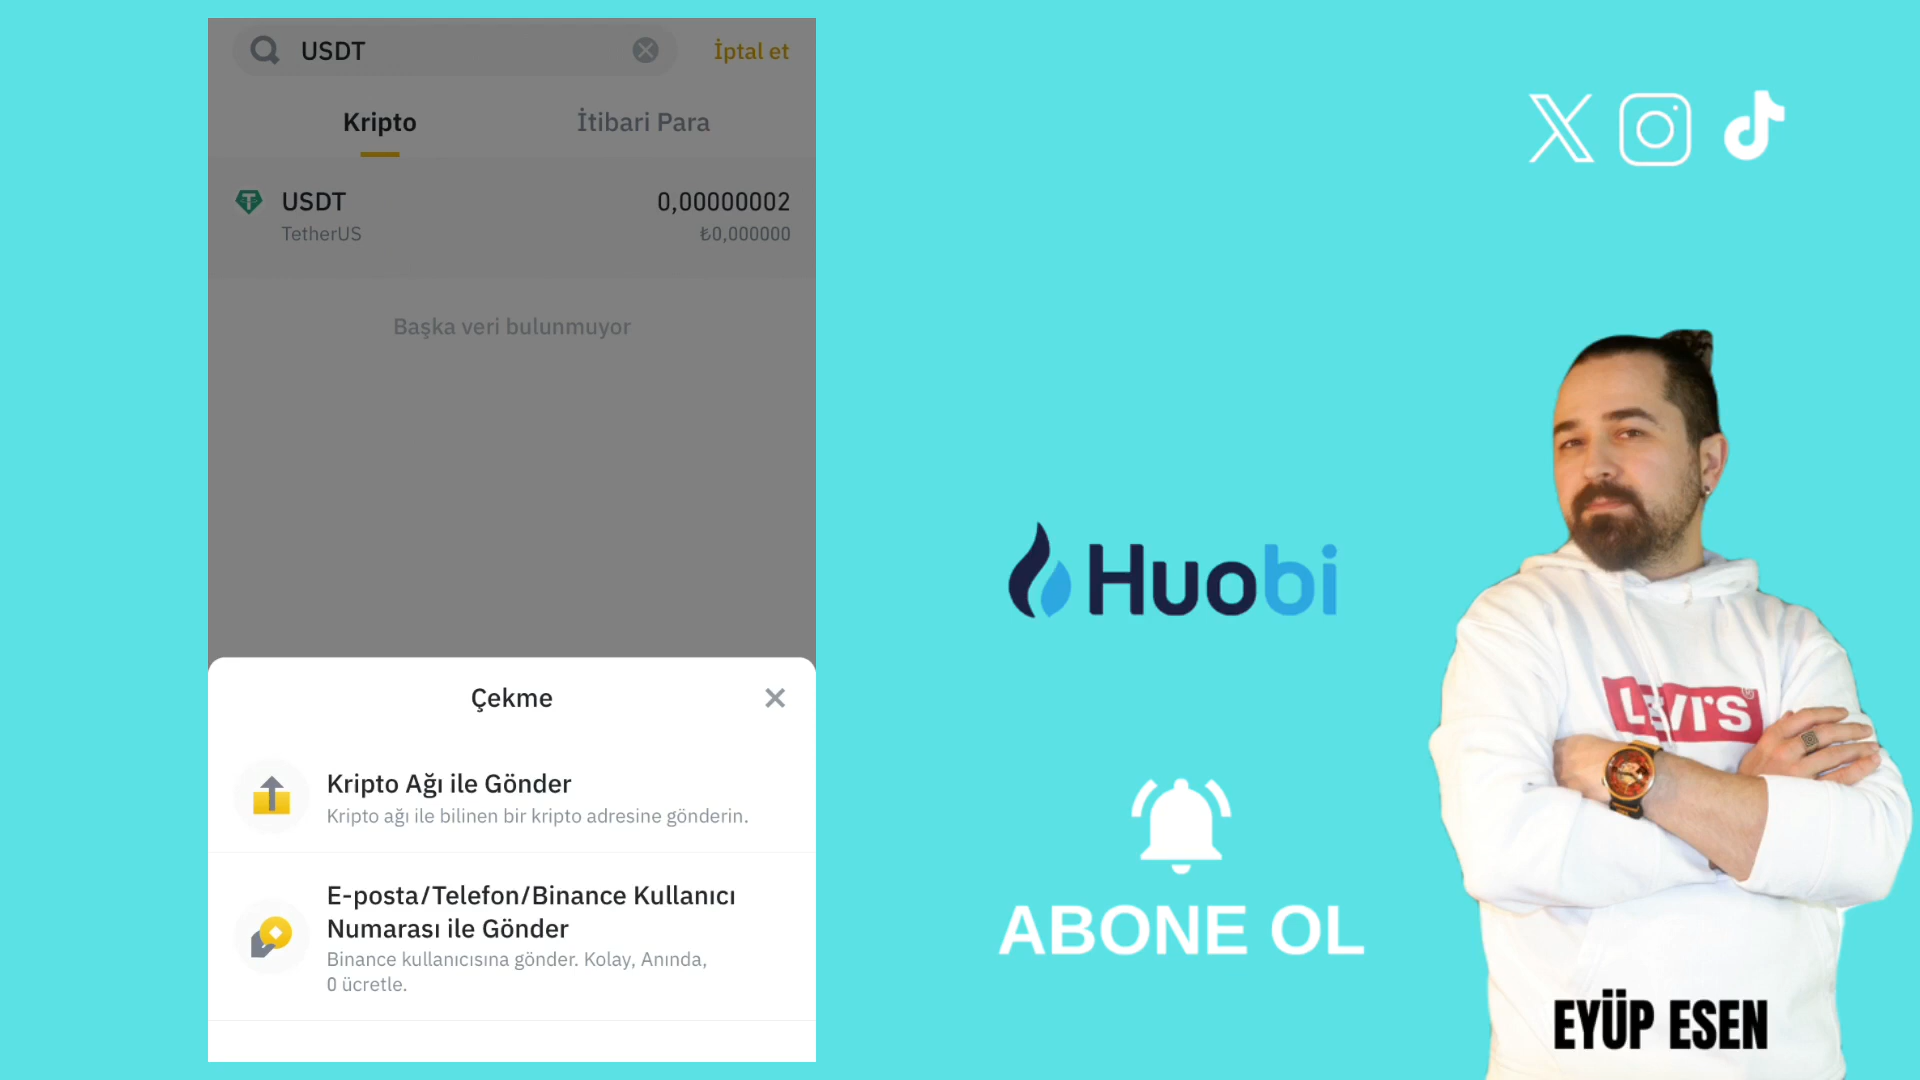 USDT
İptal et
Kripto
İtibari Para
USDT
0,00000002
TetherUS
₺0,000000
Başka veri bulunmuyor
Çekme
Kripto Ağı ile Gönder
Kripto ağı ile bilinen bir kripto adresine gönderin.
E-posta/Telefon/Binance Kullanıcı
Numarası ile Gönder
Binance kullanıcısına gönder. Kolay, Anında,
0 ücretle.
Huobi
ABONE OL
LEVI'S
EYÜP ESEN